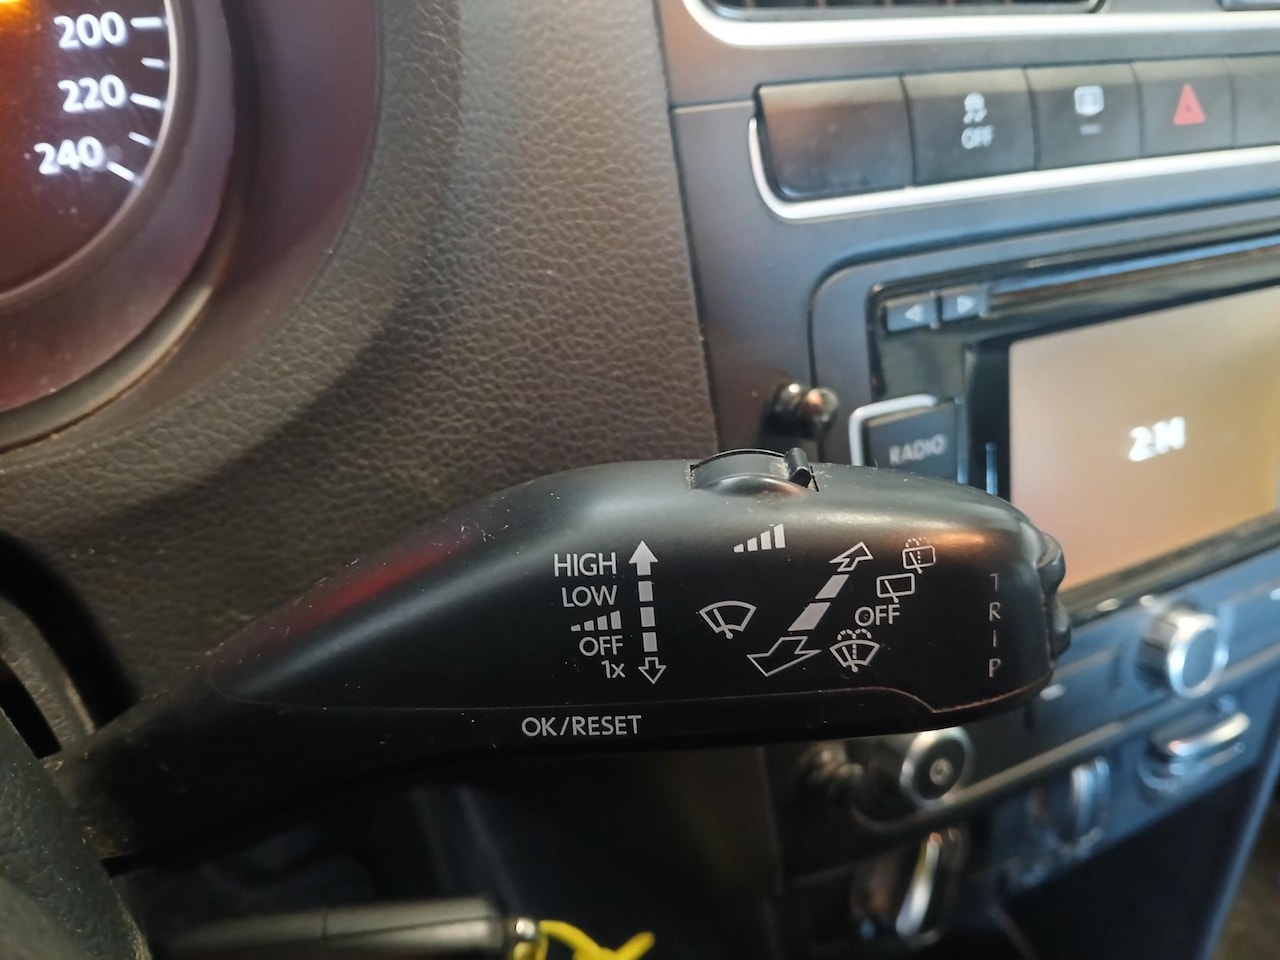 200
220
240
OFF
RADIO
2:14
HIGH
LOW
OFF
1x
OFF
TRIP
OK/RESET